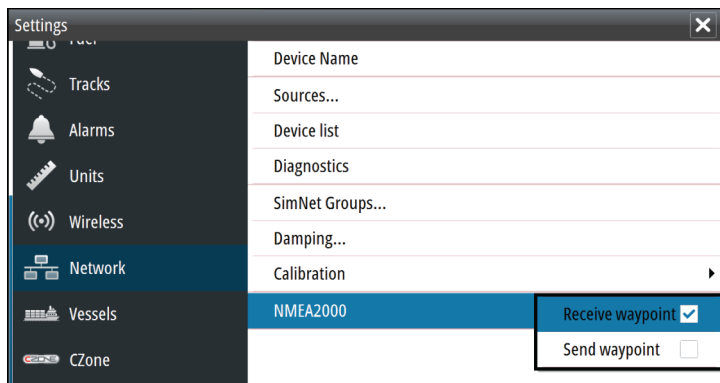 Settings
Tracks
Alarms
Units
Wireless
Network
Vessels
CZONE
CZone
Device Name
Sources...
Device list
Diagnostics
SimNet Groups...
Damping...
Calibration
NMEA2000
Receive waypoint
Send waypoint